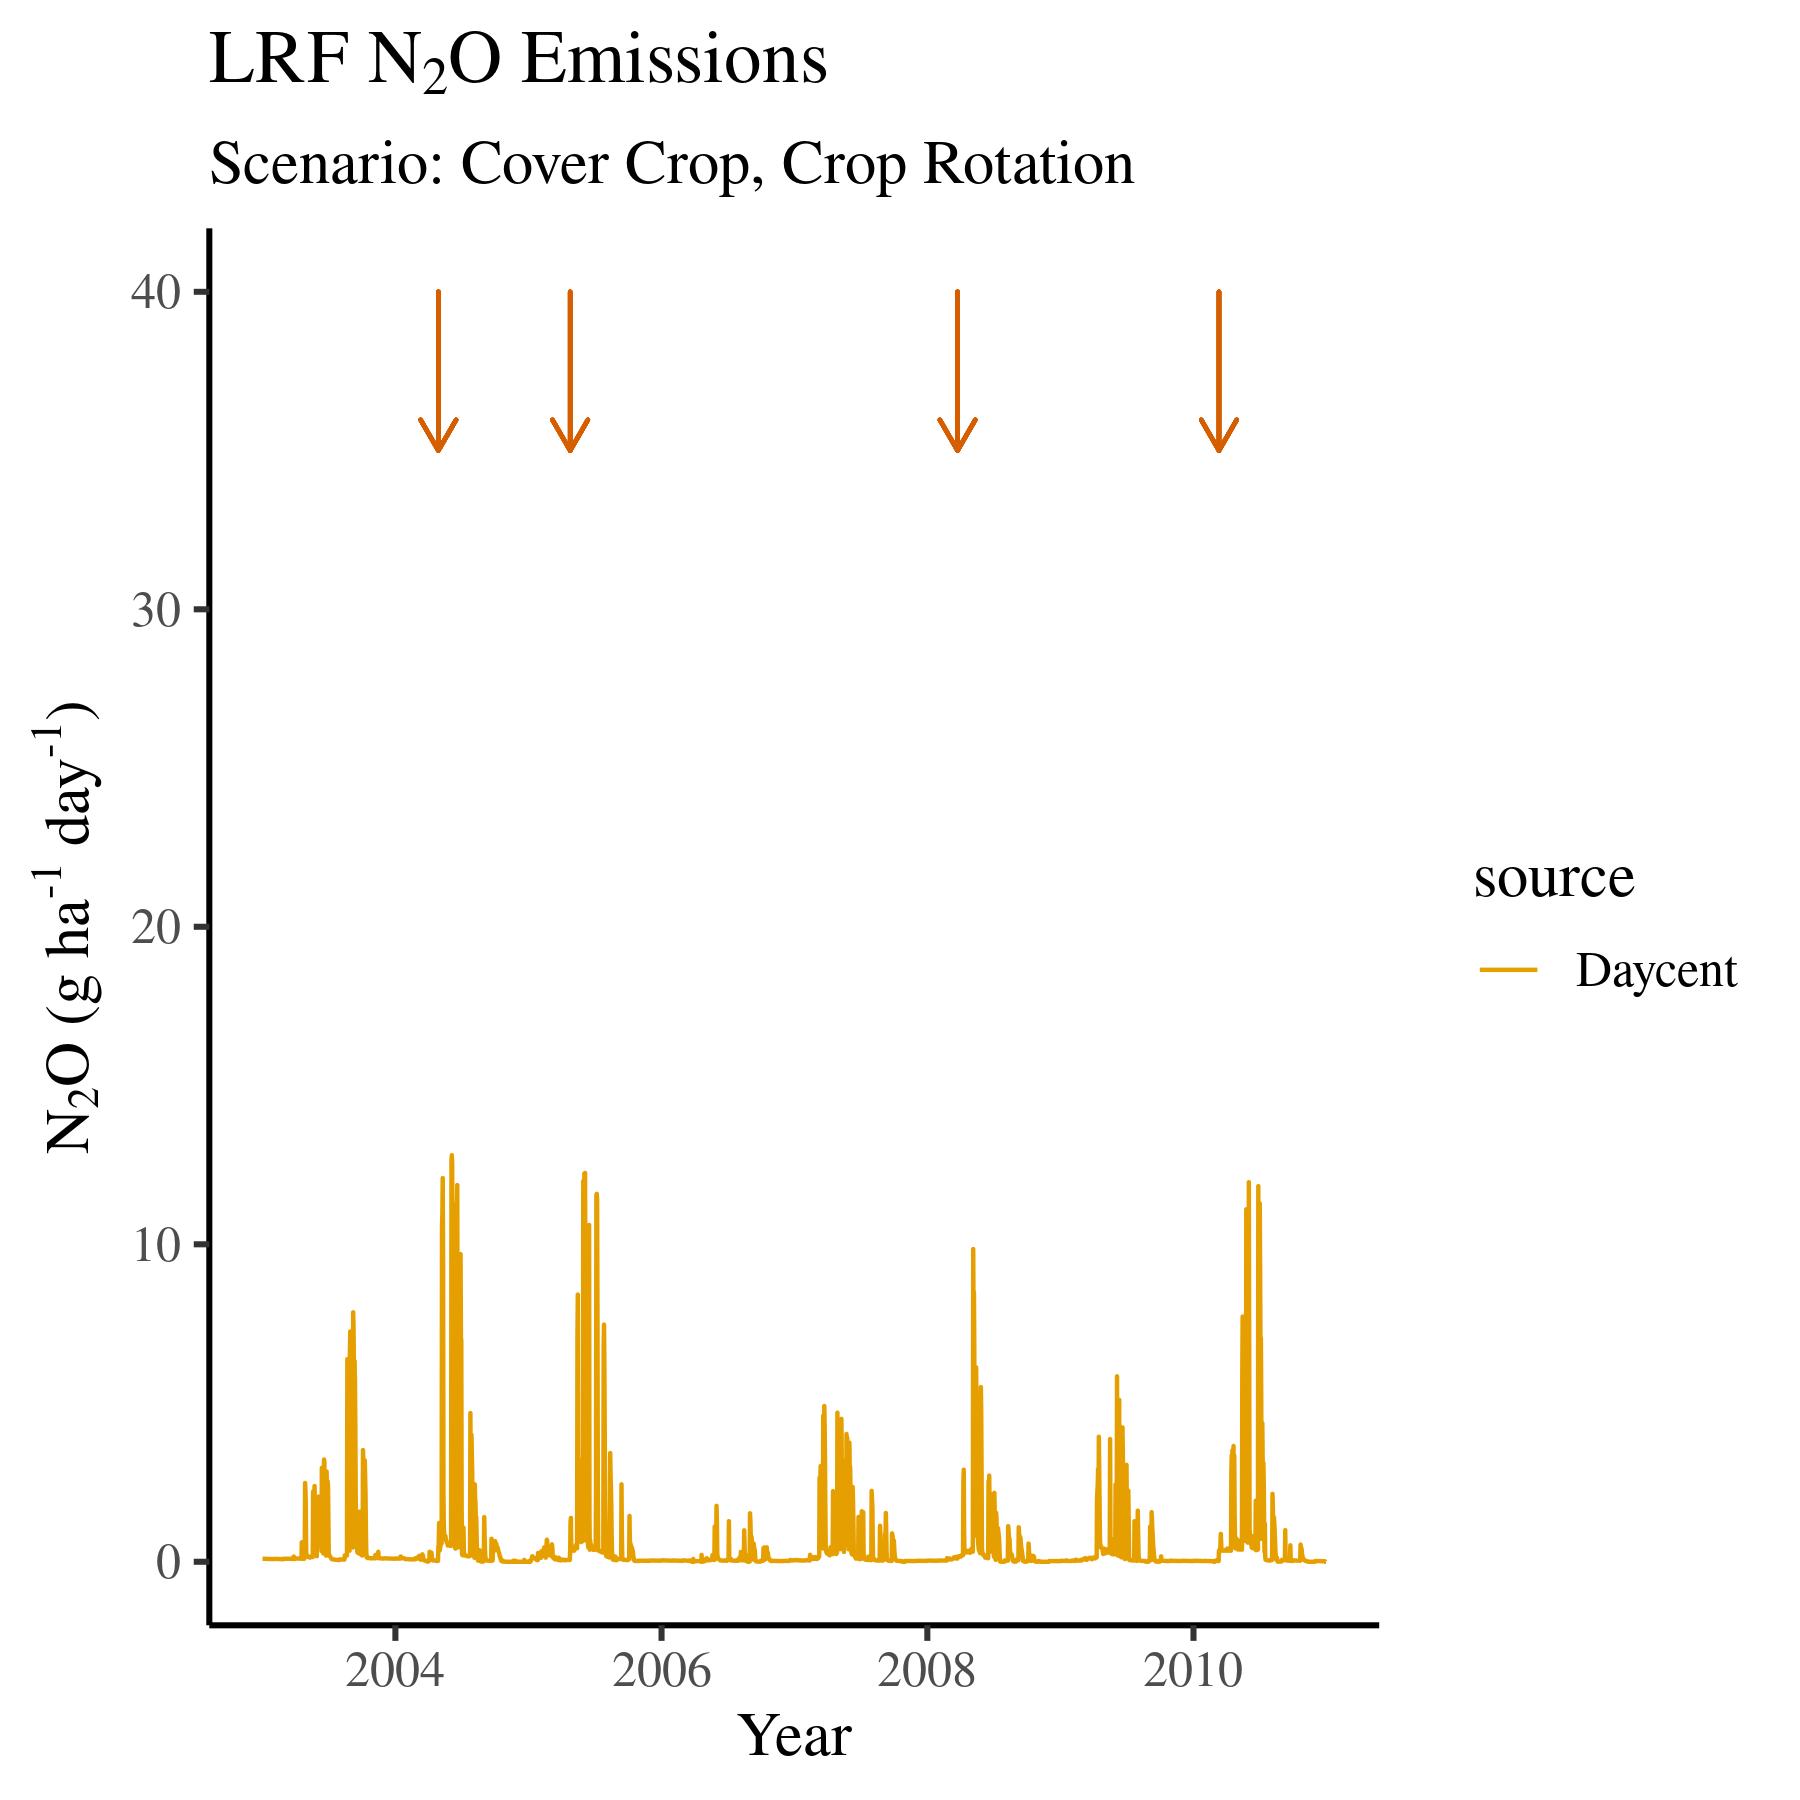 LRF N₂O Emissions
Scenario: Cover Crop, Crop Rotation
N₂O (g ha⁻¹ day⁻¹)
40
30
20
10
0
2004 2006 2008 2010
Year
source
Daycent